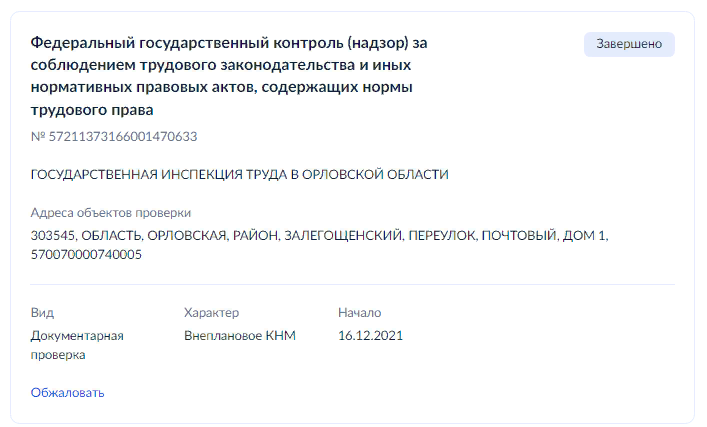 Федеральный государственный контроль (надзор) за
соблюдением трудового законодательства и иных
нормативных правовых актов, содержащих нормы
трудового права
Завершено
№ 57211373166001470633
ГОСУДАРСТВЕННАЯ ИНСПЕКЦИЯ ТРУДА В ОРЛОВСКОЙ ОБЛАСТИ
Адреса объектов проверки
303545, ОБЛАСТЬ, ОРЛОВСКАЯ, РАЙОН, ЗАЛЕГОЩЕНСКИЙ, ПЕРЕУЛОК, ПОЧТОВЫЙ, ДОМ 1,
570070000740005
Вид
Характер
Начало
Документарная
проверка
Внеплановое КНМ
16.12.2021
Обжаловать